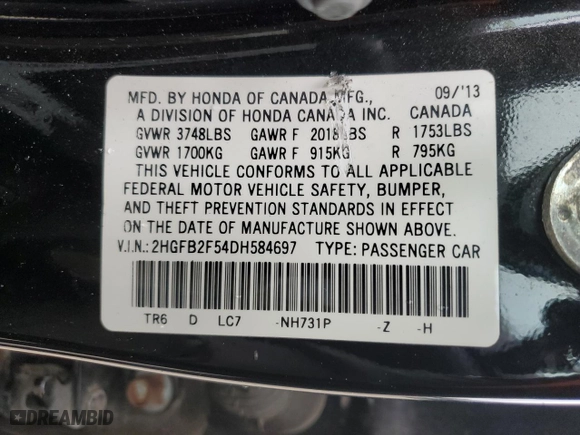 09/'13
MFD. BY HONDA OF CANADA MFG.,
A DIVISION OF HONDA CANADA INC. CANADA
GVWR 3748LBS GAWR F 2018LBS R 1753LBS
GVWR 1700KG GAWR F 915KG R 795KG
THIS VEHICLE CONFORMS TO ALL APPLICABLE
FEDERAL MOTOR VEHICLE SAFETY, BUMPER,
AND THEFT PREVENTION STANDARDS IN EFFECT
ON THE DATE OF MANUFACTURE SHOWN ABOVE.
V.I.N.: 2HGFB2F54DH584697 TYPE: PASSENGER CAR
TR6 D LC7 -NH731P -Z -H
DREAMBID